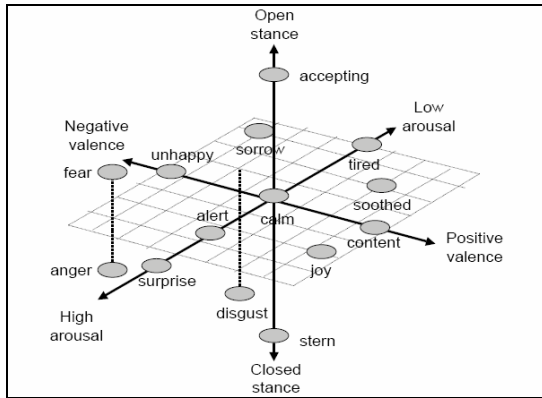 Open
stance
accepting
Low
arousal
Negative
valence
sorrow
unhappy
tired
fear
soothed
alert
calm
content
Positive
valence
anger
surprise
joy
High
arousal
disgust
stern
Closed
stance